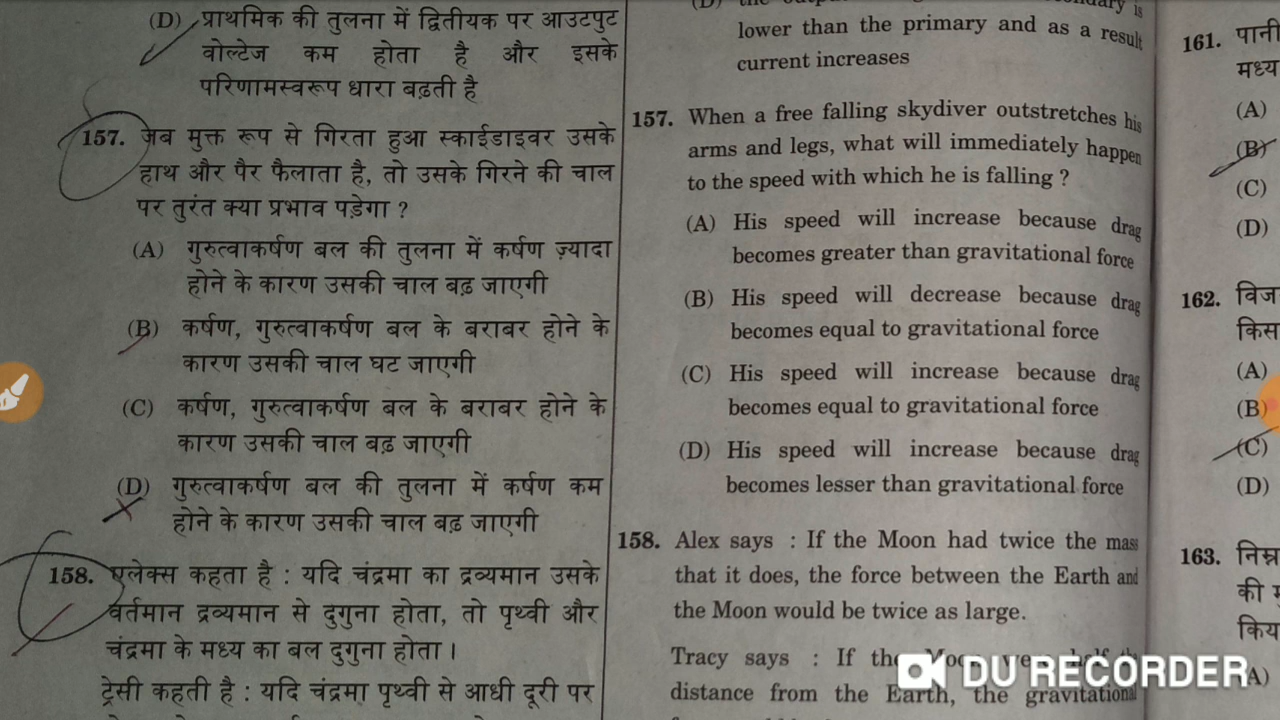 (D) प्राथमिक की तुलना में द्वितीयक पर आउटपुट
वोल्टेज कम होता है और इसके
परिणामस्वरूप धारा बढ़ती है
157. जब मुक्त रूप से गिरता हुआ स्काईडाइवर उसके
हाथ और पैर फैलाता है, तो उसके गिरने की चाल
पर तुरंत क्या प्रभाव पड़ेगा ?
(A) गुरुत्वाकर्षण बल की तुलना में कर्षण ज़्यादा
होने के कारण उसकी चाल बढ़ जाएगी
(B) कर्षण, गुरुत्वाकर्षण बल के बराबर होने के
कारण उसकी चाल घट जाएगी
(C) कर्षण, गुरुत्वाकर्षण बल के बराबर होने के
कारण उसकी चाल बढ़ जाएगी
(D) गुरुत्वाकर्षण बल की तुलना में कर्षण कम
होने के कारण उसकी चाल बढ़ जाएगी
158. एलेक्स कहता है : यदि चंद्रमा का द्रव्यमान उसके
वर्तमान द्रव्यमान से दुगुना होता, तो पृथ्वी और
चंद्रमा के मध्य का बल दुगुना होता ।
ट्रेसी कहती है : यदि चंद्रमा पृथ्वी से आधी दूरी पर
lower than the primary and as a result
current increases
157. When a free falling skydiver outstretches his
arms and legs, what will immediately happen
to the speed with which he is falling ?
(A) His speed will increase because drag
becomes greater than gravitational force
(B) His speed will decrease because drag
becomes equal to gravitational force
(C) His speed will increase because drag
becomes equal to gravitational force
(D) His speed will increase because drag
becomes lesser than gravitational force
158. Alex says : If the Moon had twice the mass
that it does, the force between the Earth and
the Moon would be twice as large.
Tracy says : If the Moon were half the
distance from the Earth, the gravitational
161. पानी
मध्य
(A)
(B)
(C)
(D)
162. विज
किस
(A)
(B)
(C)
(D)
163. निम्न
की
किय
(A)
DU RECORDER